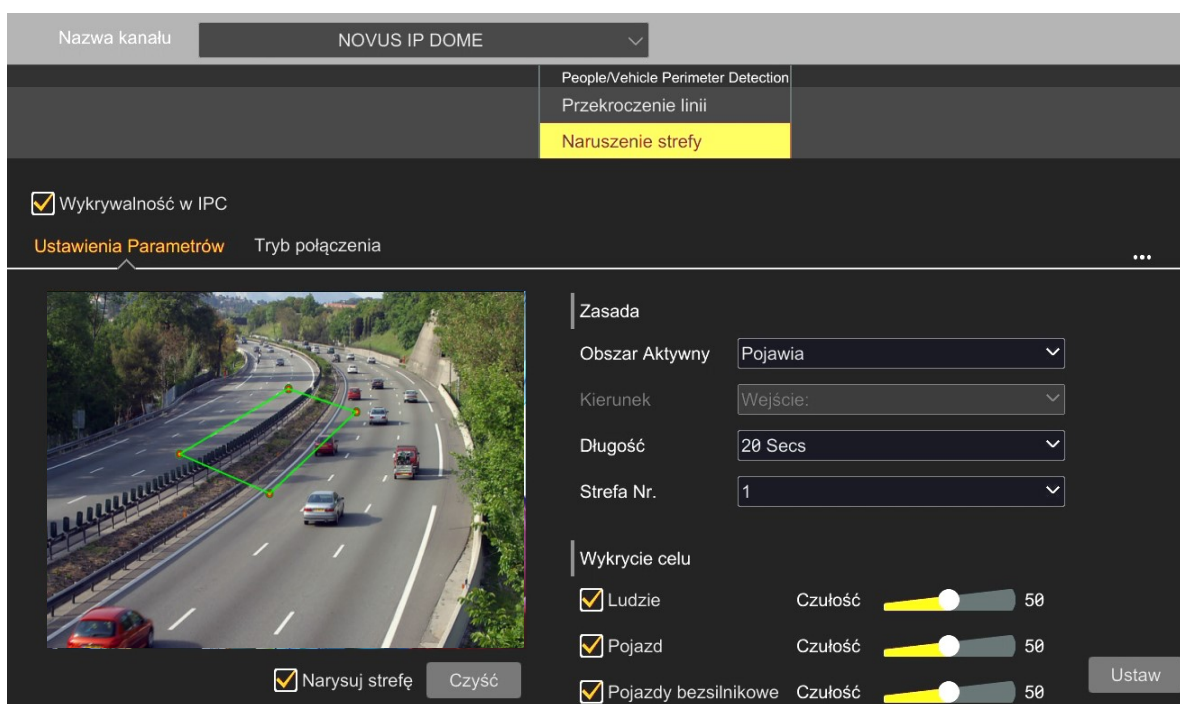 Nazwa kanału NOVUS IP DOME
People/Vehicle Perimeter Detection
Przekroczenie linii
Naruszenie strefy
Wykrywalność w IPC
Ustawienia Parametrów Tryb połączenia ...
Zasada
Obszar Aktywny Pojawia
Kierunek Wejście:
Długość 20 Secs
Strefa Nr. 1
Wykrycie celu
Ludzie Czułość 50
Pojazd Czułość 50
Pojazdy bezsilnikowe Czułość 50
Narysuj strefę Czyść
Ustaw